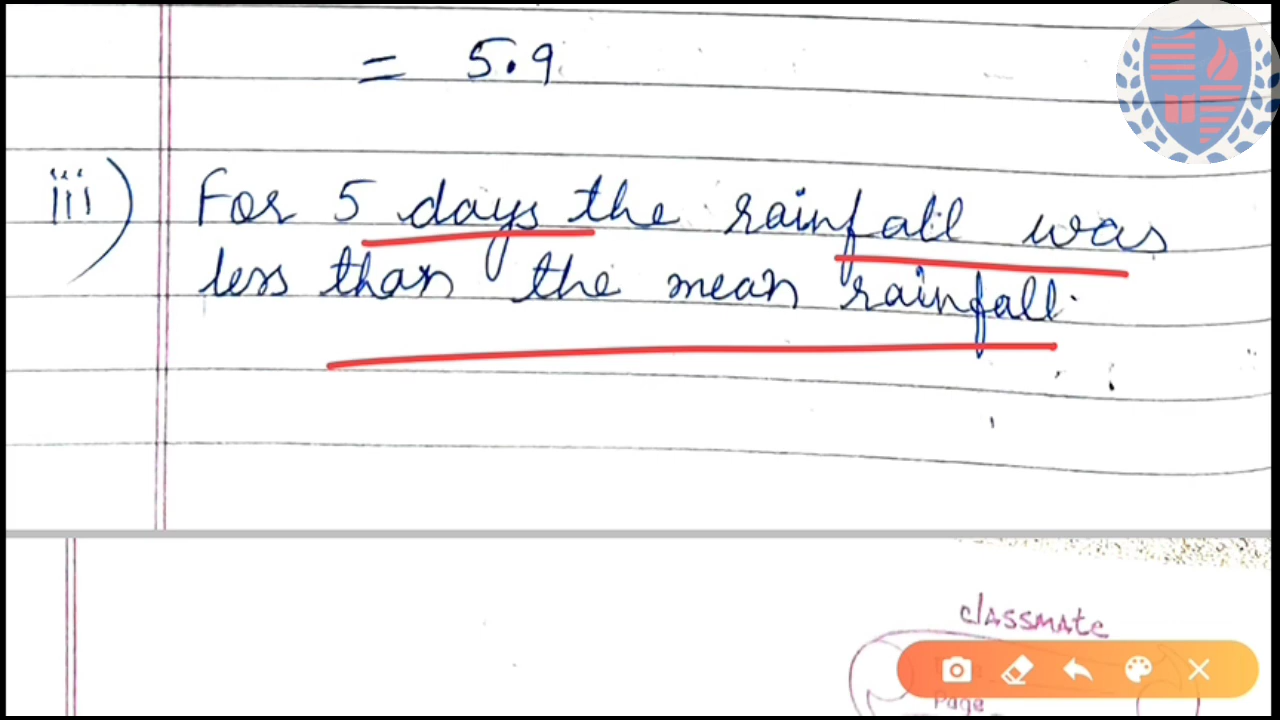 = 5.9
iii) For 5 days the rainfall was
less than the mean rainfall.
classmate
Page